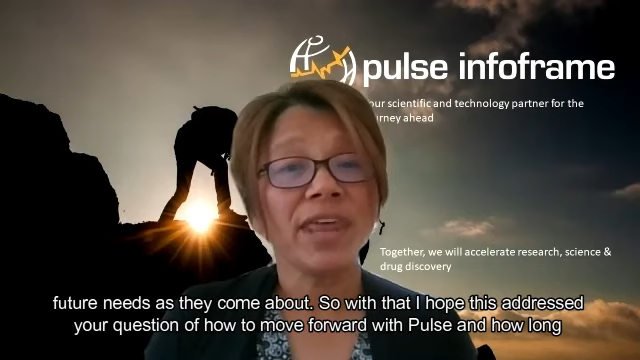 pulse infoframe
our scientific and technology partner for the
urney ahead
Together, we will accelerate research, science &
drug discovery
future needs as they come about. So with that I hope this addressed
your question of how to move forward with Pulse and how long